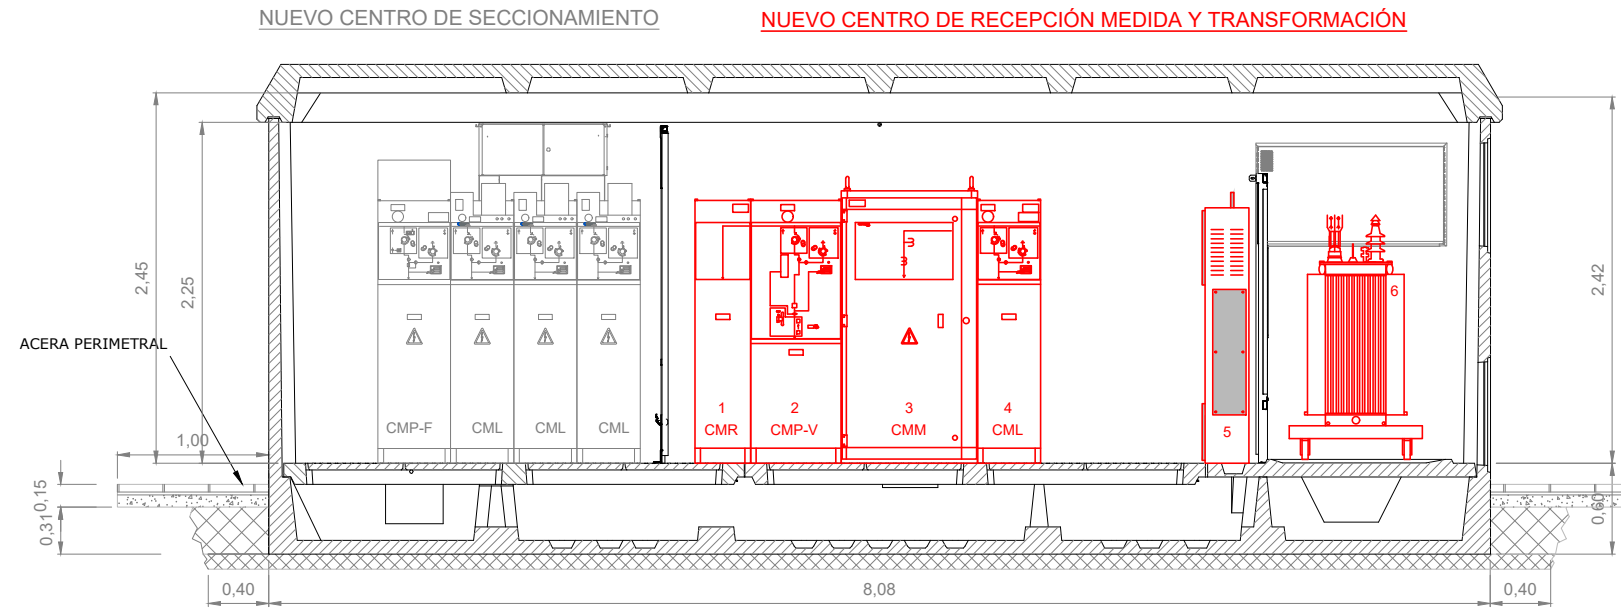 NUEVO CENTRO DE SECCIONAMIENTO
NUEVO CENTRO DE RECEPCIÓN MEDIDA Y TRANSFORMACIÓN
2,45
2,25
2,42
6
ACERA PERIMETRAL
1 2 3 4
5
CMP-F CML CML CML CMR CMP-V CMM CML
1,00
0,15
0,31
0,60
0,40 8,08 0,40